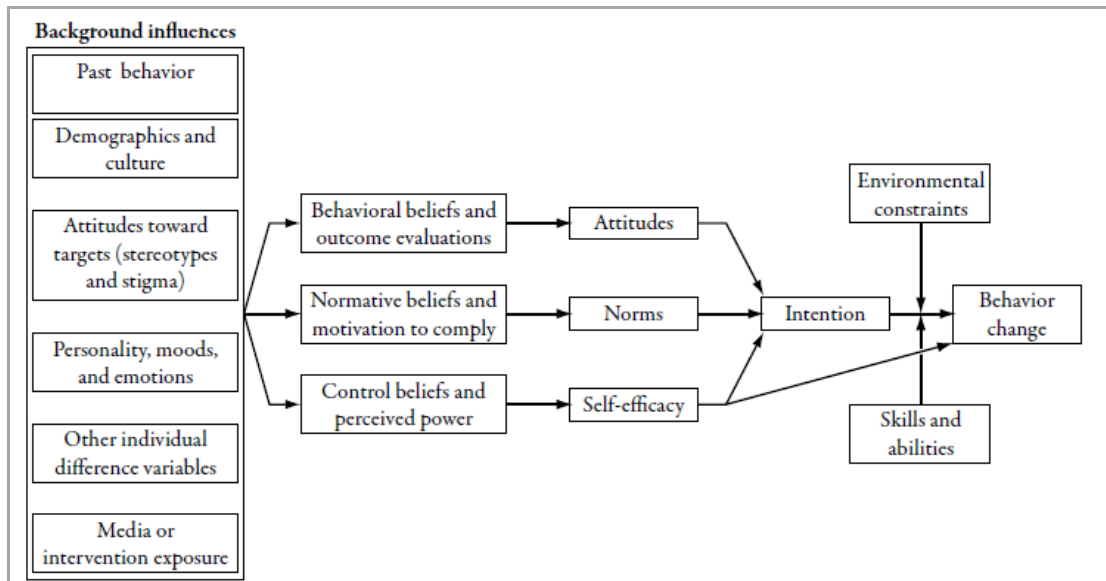 Background influences
Past behavior
Demographics and
culture
Attitudes toward
targets (stereotypes
and stigma)
Personality, moods,
and emotions
Other individual
difference variables
Media or
intervention exposure
Behavioral beliefs and
outcome evaluations
Normative beliefs and
motivation to comply
Control beliefs and
perceived power
Attitudes
Norms
Self-efficacy
Intention
Environmental
constraints
Behavior
change
Skills and
abilities